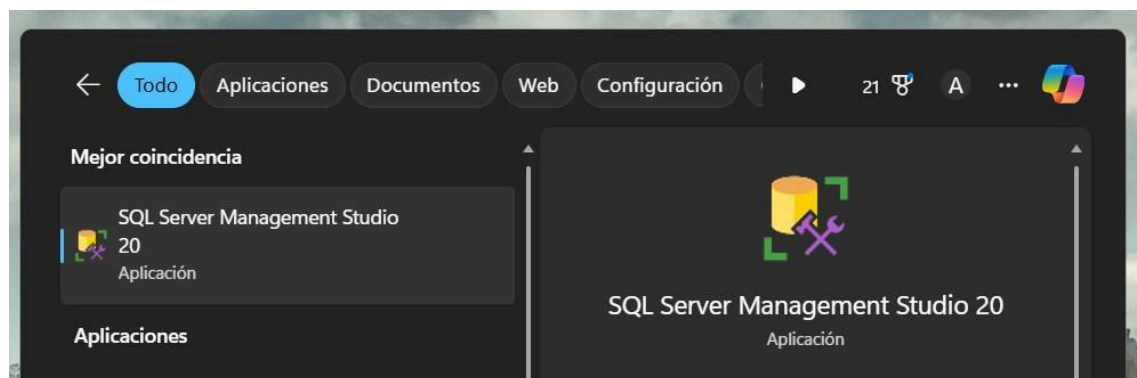 Todo Aplicaciones Documentos Web Configuración 21 A
Mejor coincidencia
SQL Server Management Studio
20
Aplicación
Aplicaciones
SQL Server Management Studio 20
Aplicación